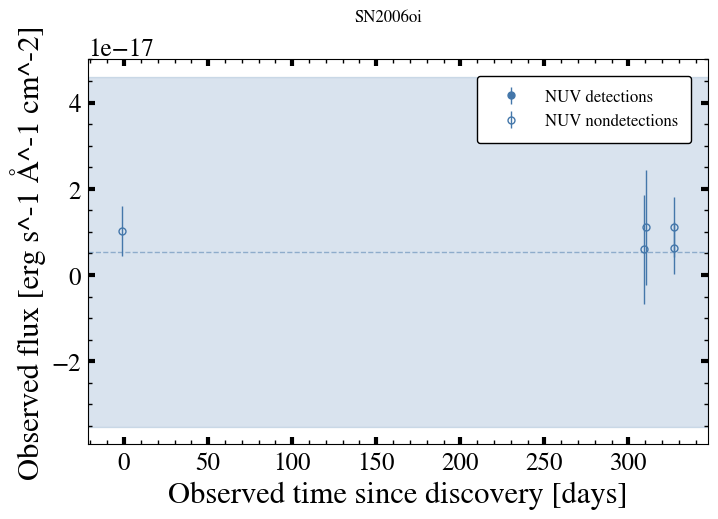 SN2006oi
1e−17
NUV detections
NUV nondetections
4
2
0
−2
Observed flux [erg s^-1 Å^-1 cm^-2]
0 50 100 150 200 250 300
Observed time since discovery [days]